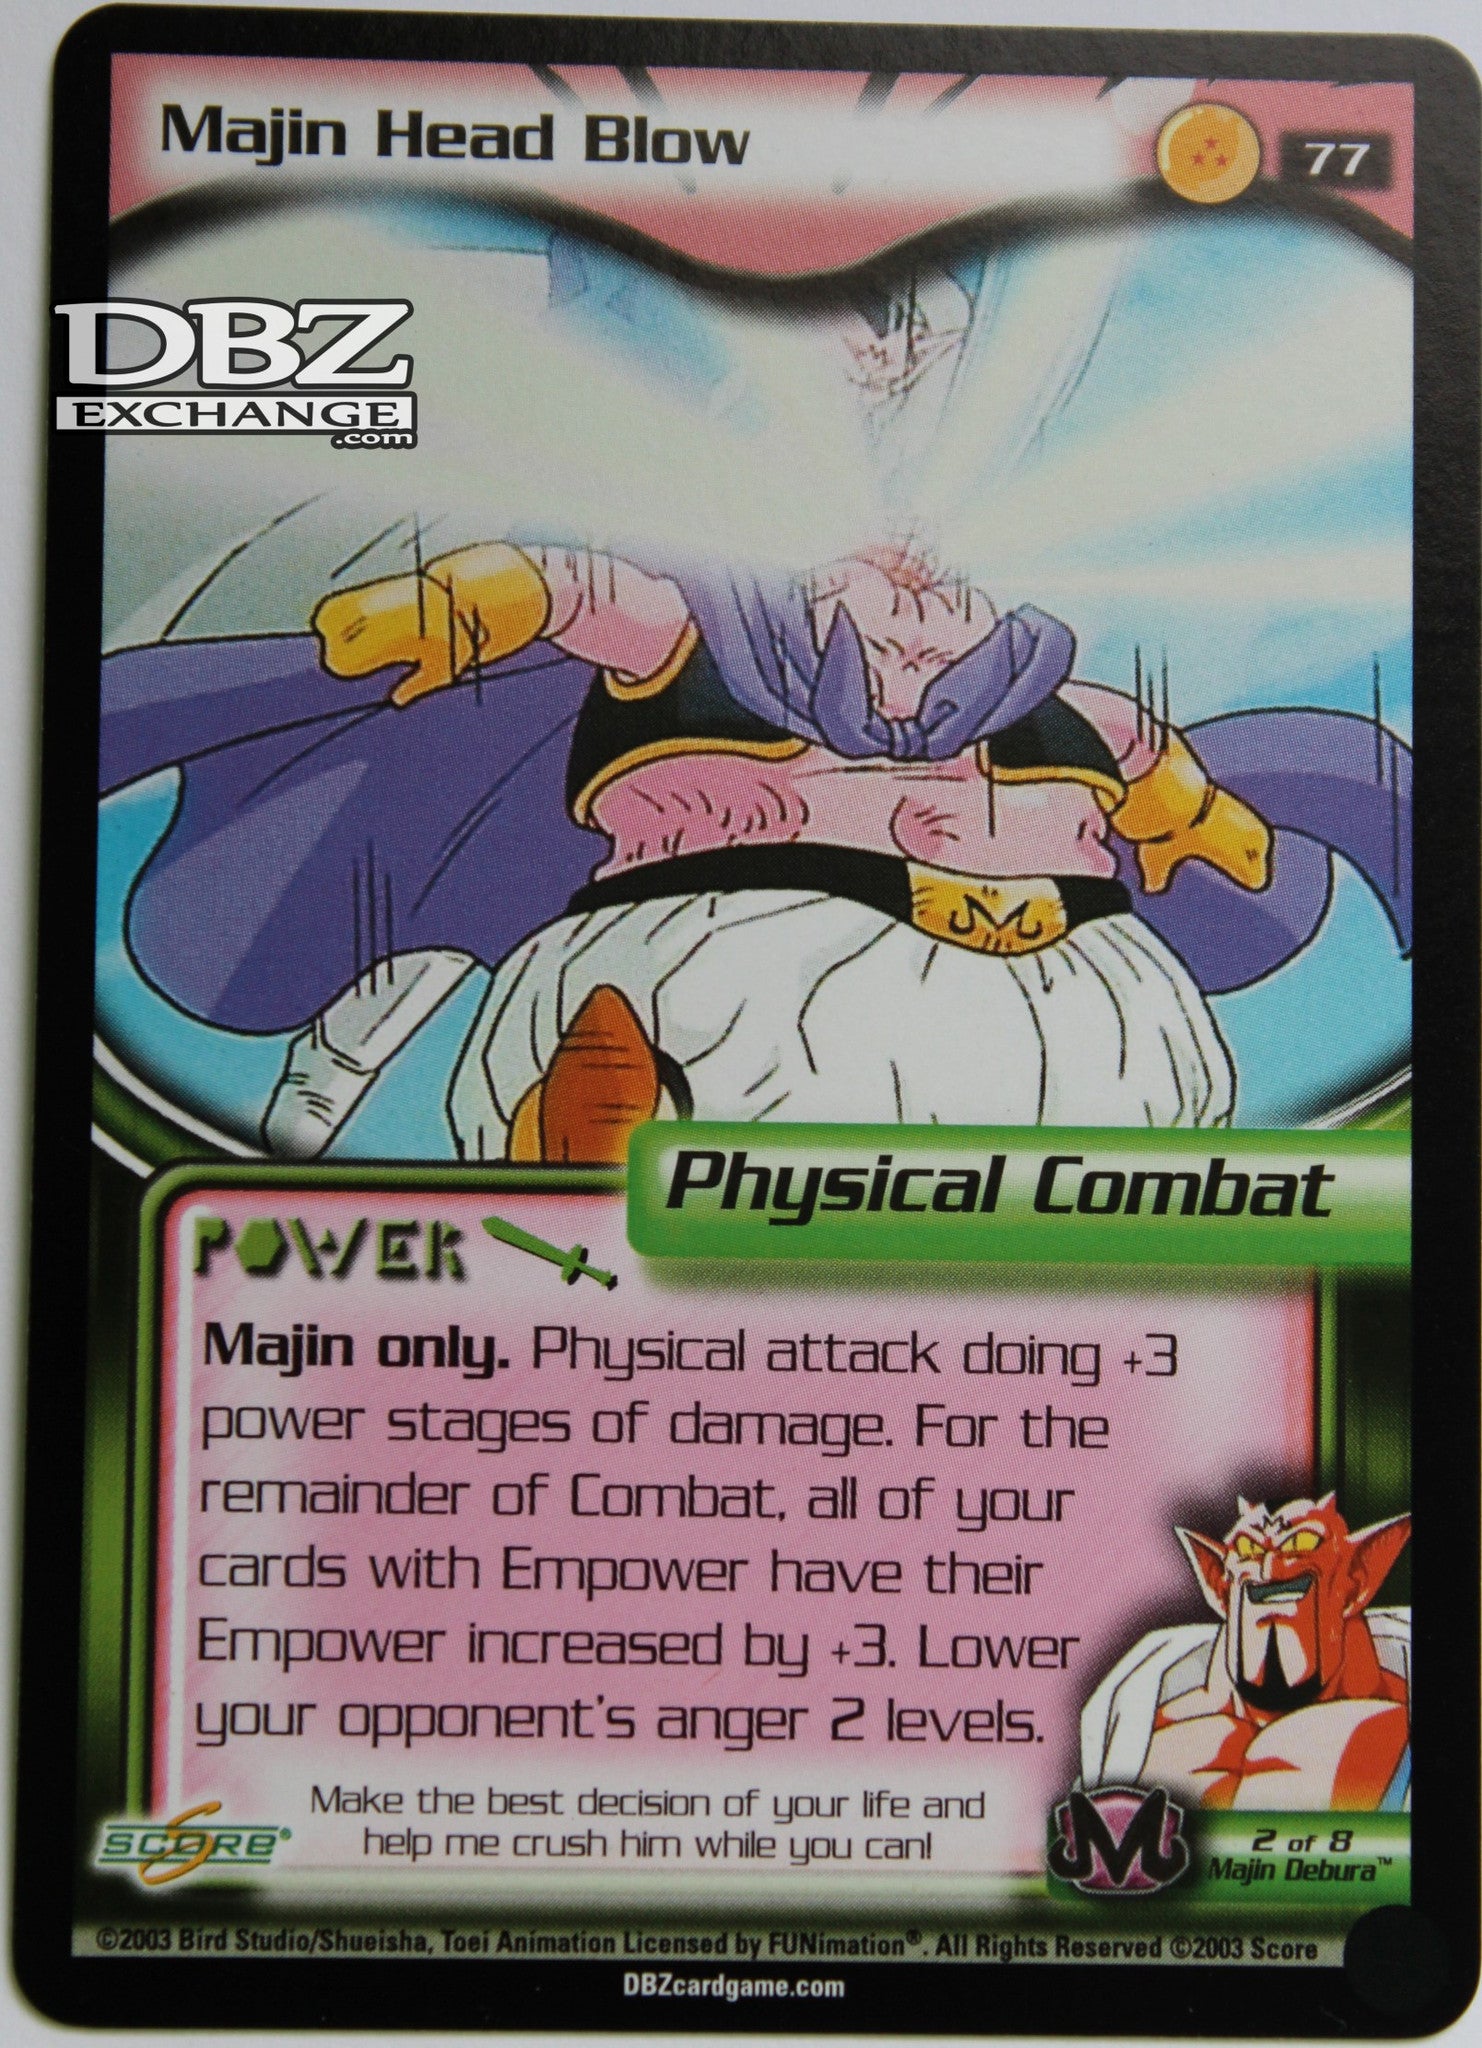 Majin Head Blow
77
DBZ
EXCHANGE
.com
Physical Combat
POWER
Majin only. Physical attack doing +3
power stages of damage. For the
remainder of Combat, all of your
cards with Empower have their
Empower increased by +3. Lower
your opponent's anger 2 levels.
Make the best decision of your life and
help me crush him while you can!
SCORE®
M
2 of 8
Majin Debura™
©2003 Bird Studio/Shueisha, Toei Animation Licensed by FUNimation®. All Rights Reserved ©2003 Score
DBZcardgame.com